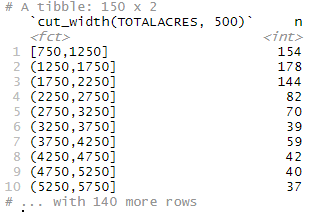 # A tibble: 150 x 2
`cut_width(TOTALACRES, 500)` n
<fct> <int>
1 [750,1250] 154
2 (1250,1750] 178
3 (1750,2250] 144
4 (2250,2750] 82
5 (2750,3250] 70
6 (3250,3750] 39
7 (3750,4250] 59
8 (4250,4750] 42
9 (4750,5250] 40
10 (5250,5750] 37
# ... with 140 more rows